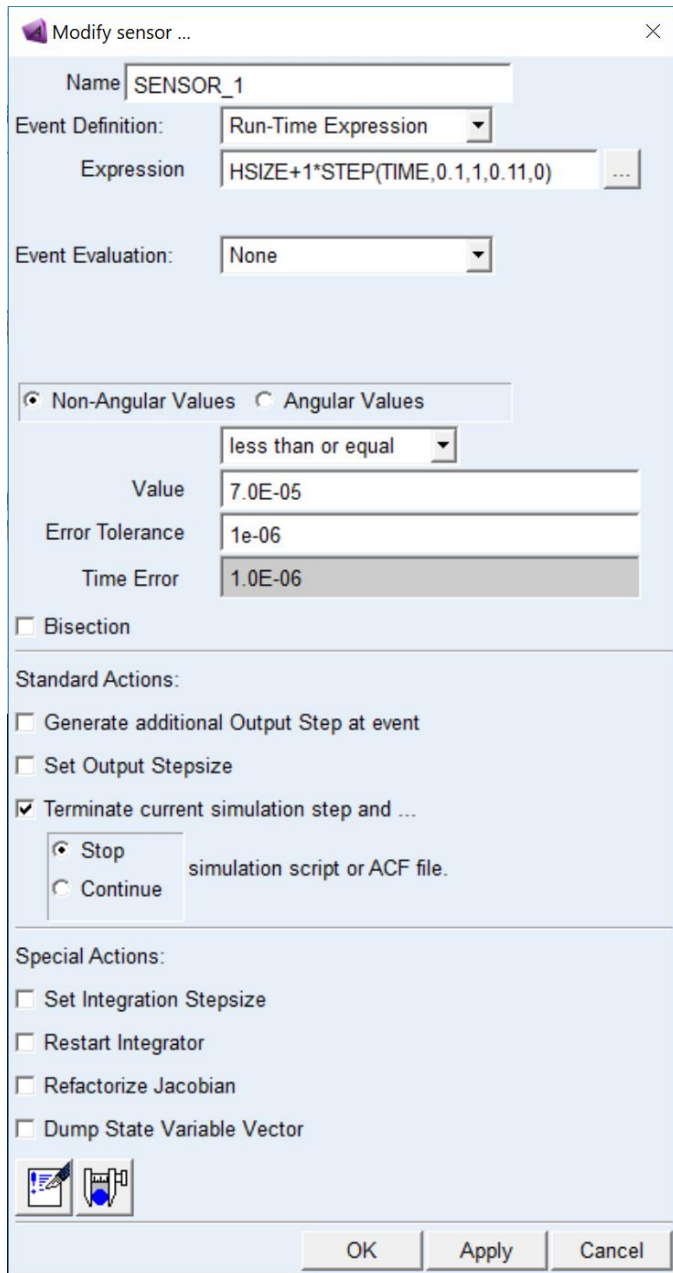 Modify sensor ...
Name SENSOR_1
Event Definition: Run-Time Expression
Expression HSIZE+1*STEP(TIME,0.1,1,0.11,0) ...
Event Evaluation: None
Non-Angular Values Angular Values
less than or equal
Value 7.0E-05
Error Tolerance 1e-06
Time Error 1.0E-06
Bisection
Standard Actions:
Generate additional Output Step at event
Set Output Stepsize
Terminate current simulation step and ...
Stop
simulation script or ACF file.
Continue
Special Actions:
Set Integration Stepsize
Restart Integrator
Refactorize Jacobian
Dump State Variable Vector
OK Apply Cancel